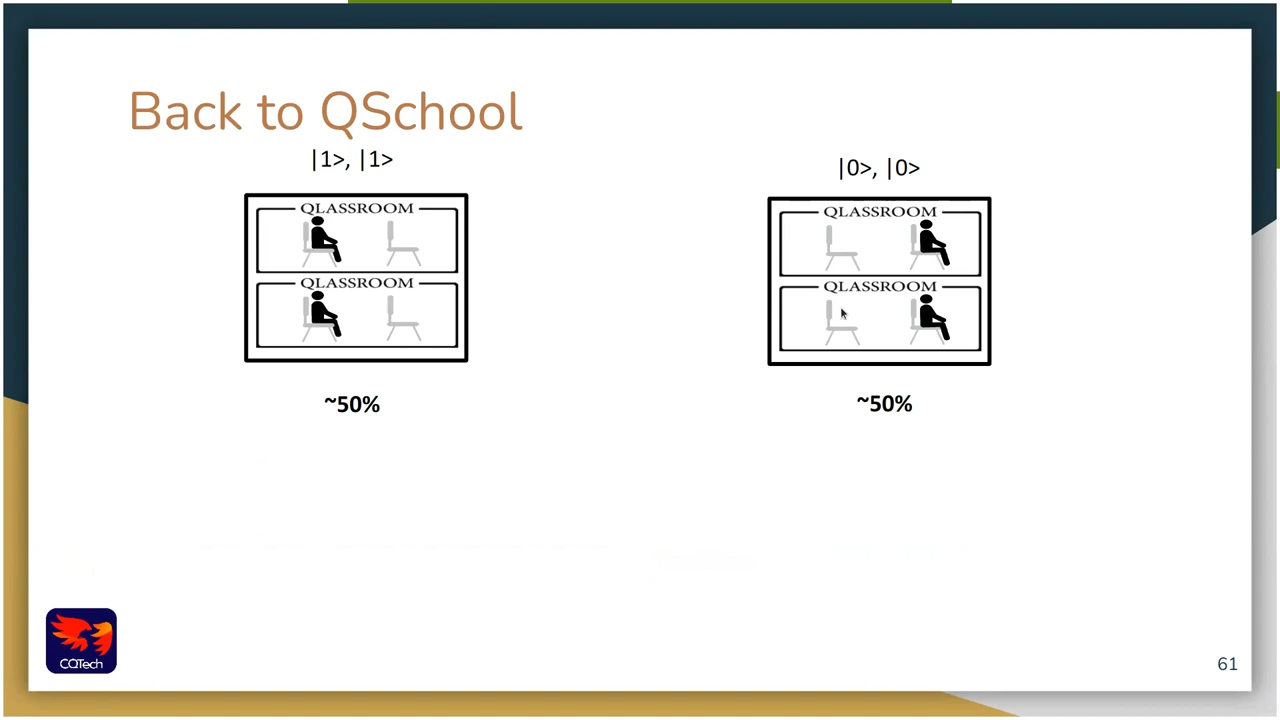 Back to QSchool
|1>, |1>
QLASSROOM
QLASSROOM
~50%
|0>, |0>
QLASSROOM
QLASSROOM
~50%
CQTech
61